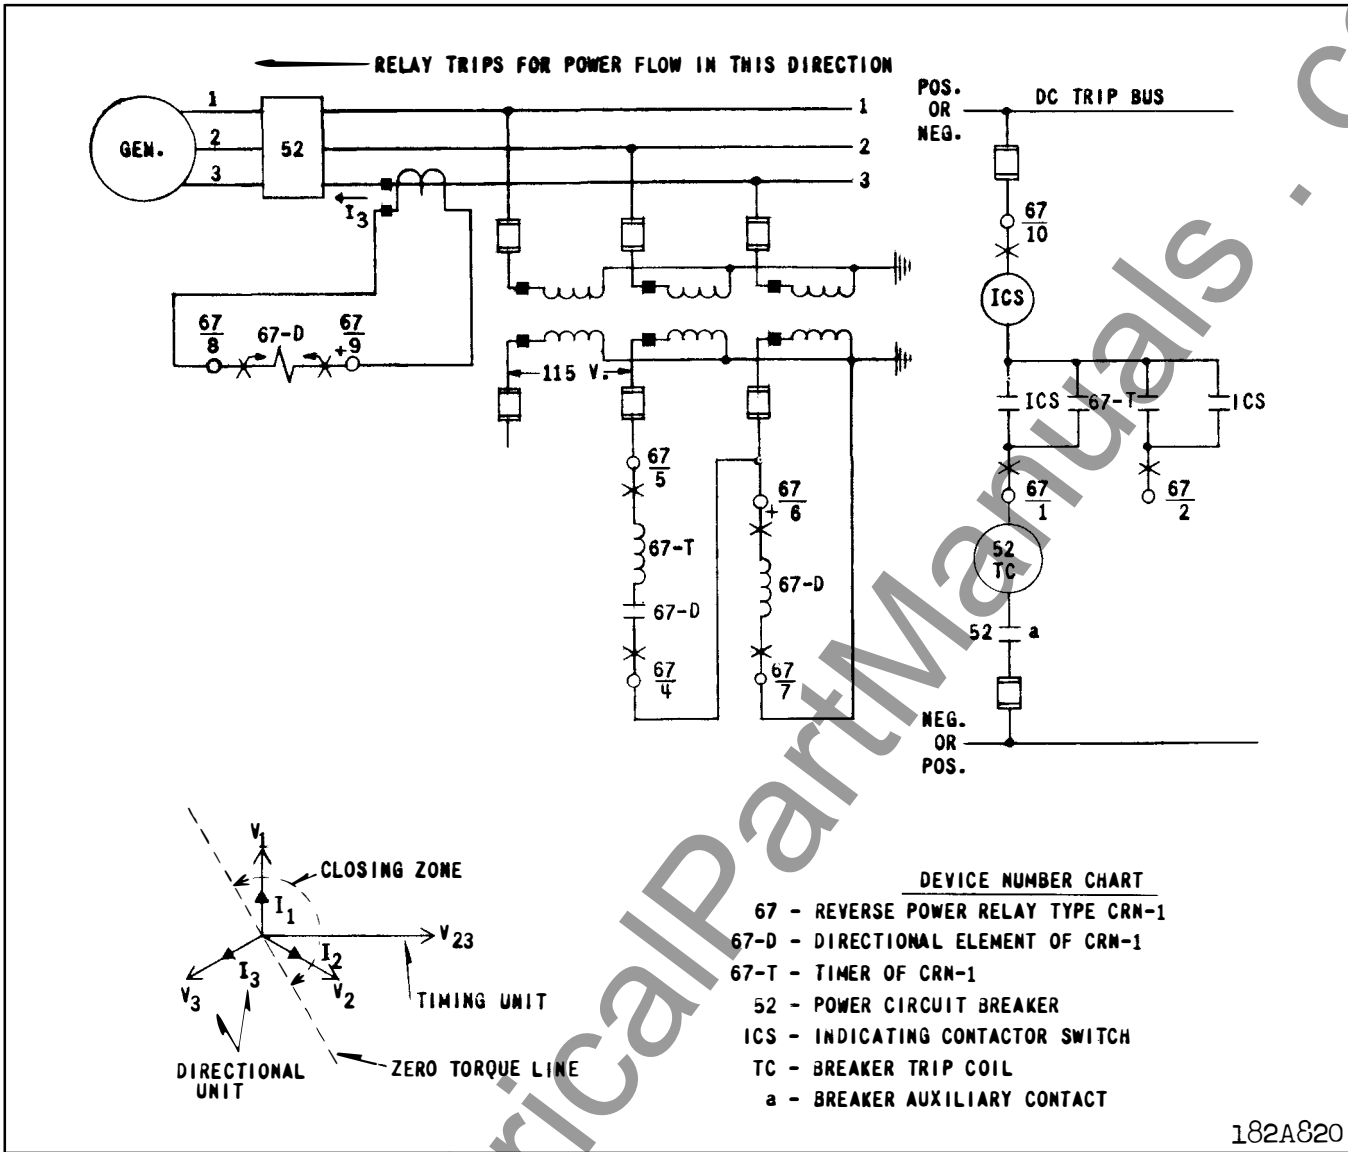 RELAY TRIPS FOR POWER FLOW IN THIS DIRECTION
POS.
OR
NEG.
DC TRIP BUS
GEN.
1
2
3
52
1
2
3
I3
67
8
67-D
67
+9
115 V.
67
5
67-T
67-D
67
4
67
+6
67-D
67
7
67
10
ICS
ICS
67-T
ICS
67
1
67
2
52
TC
52
a
NEG.
OR
POS.
V1
CLOSING ZONE
I1
V23
I2
I3
V3
V2
TIMING UNIT
DIRECTIONAL
UNIT
ZERO TORQUE LINE
DEVICE NUMBER CHART
67 - REVERSE POWER RELAY TYPE CRN-1
67-D - DIRECTIONAL ELEMENT OF CRN-1
67-T - TIMER OF CRN-1
52 - POWER CIRCUIT BREAKER
ICS - INDICATING CONTACTOR SWITCH
TC - BREAKER TRIP COIL
a - BREAKER AUXILIARY CONTACT
182A820
ricalPartManuals . c